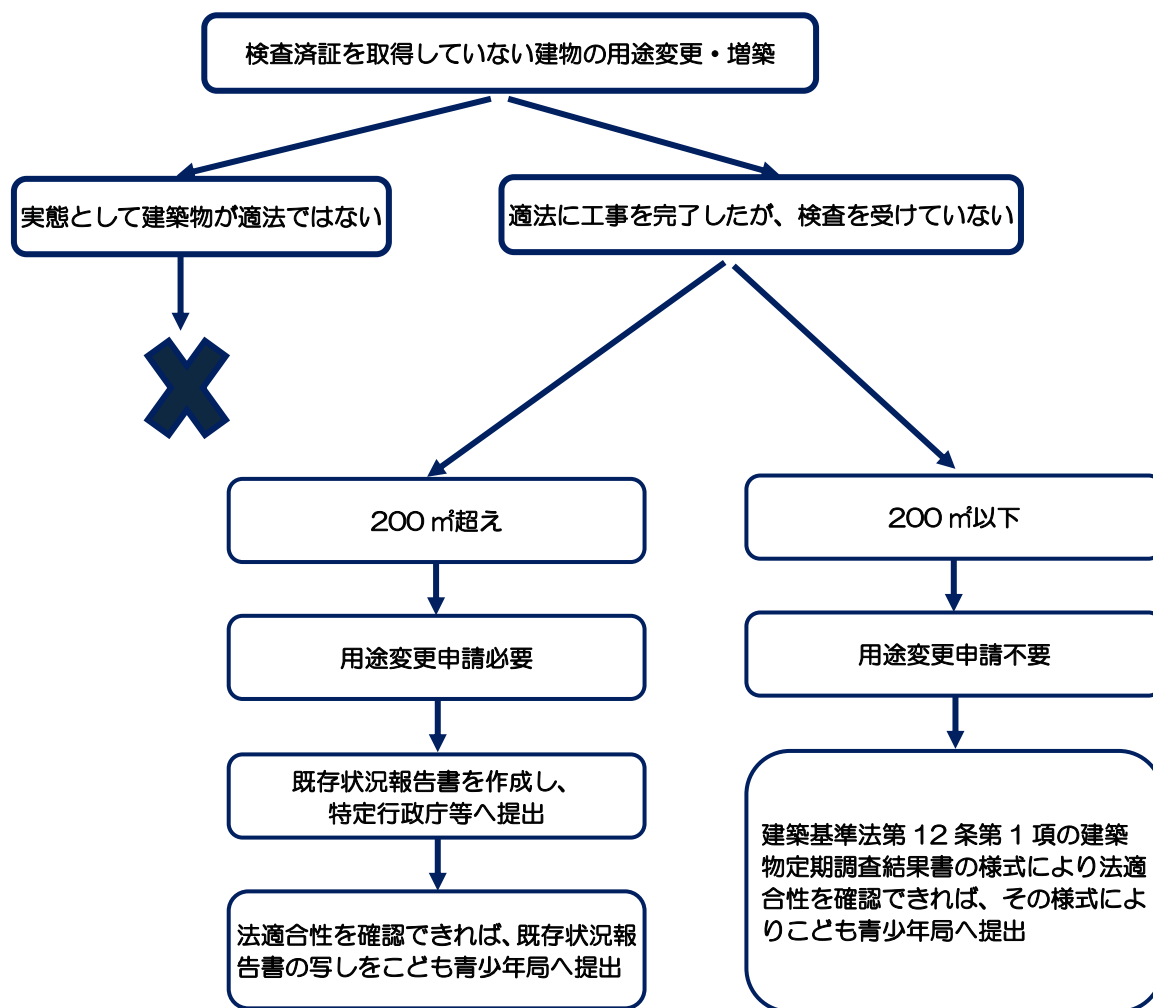 検査済証を取得していない建物の用途変更・増築
実態として建築物が適法ではない
適法に工事を完了したが、検査を受けていない
200 ㎡超え
200 ㎡以下
用途変更申請必要
用途変更申請不要
既存状況報告書を作成し、
特定行政庁等へ提出
建築基準法第 12 条第 1 項の建築
物定期調査結果書の様式により法適
合性を確認できれば、その様式によ
りこども青少年局へ提出
法適合性を確認できれば、既存状況報
告書の写しをこども青少年局へ提出